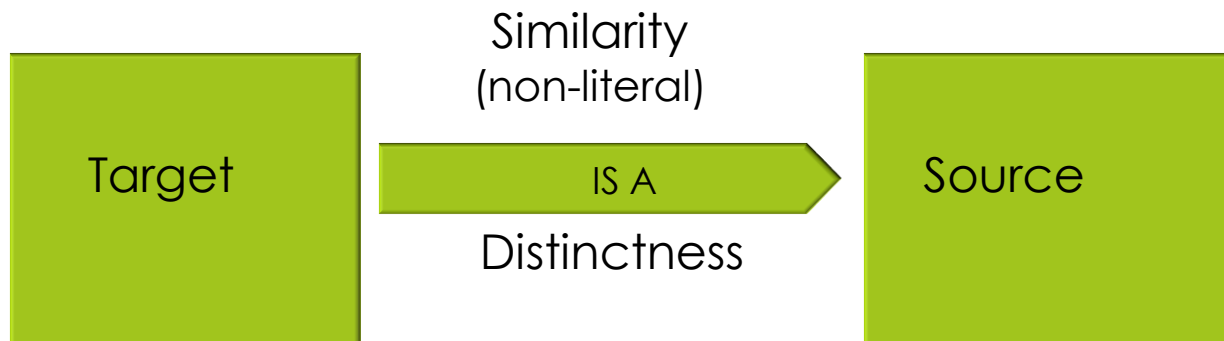 Similarity
(non-literal)
Target
IS A
Source
Distinctness